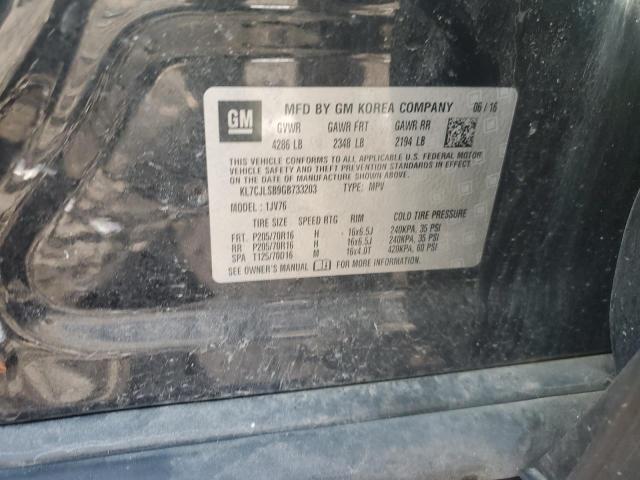 GM
MFD BY GM KOREA COMPANY 06 / 16
GVWR GAWR FRT GAWR RR
4286 LB 2348 LB 2194 LB
THIS VEHICLE CONFORMS TO ALL APPLICABLE U.S. FEDERAL MOTOR
VEHICLE SAFETY AND THEFT PREVENTION STANDARDS IN EFFECT
ON THE DATE OF MANUFACTURE SHOWN ABOVE.
KL7CJLSB9GB733203 TYPE: MPV
MODEL : 1JV76
TIRE SIZE SPEED RTG RIM COLD TIRE PRESSURE
FRT. P205/70R16 H 16x6.5J 240KPA, 35 PSI
RR P205/70R16 H 16x6.5J 240KPA, 35 PSI
SPA T125/70D16 M 16x4.0T 420KPA, 60 PSI
SEE OWNER'S MANUAL FOR MORE INFORMATION.